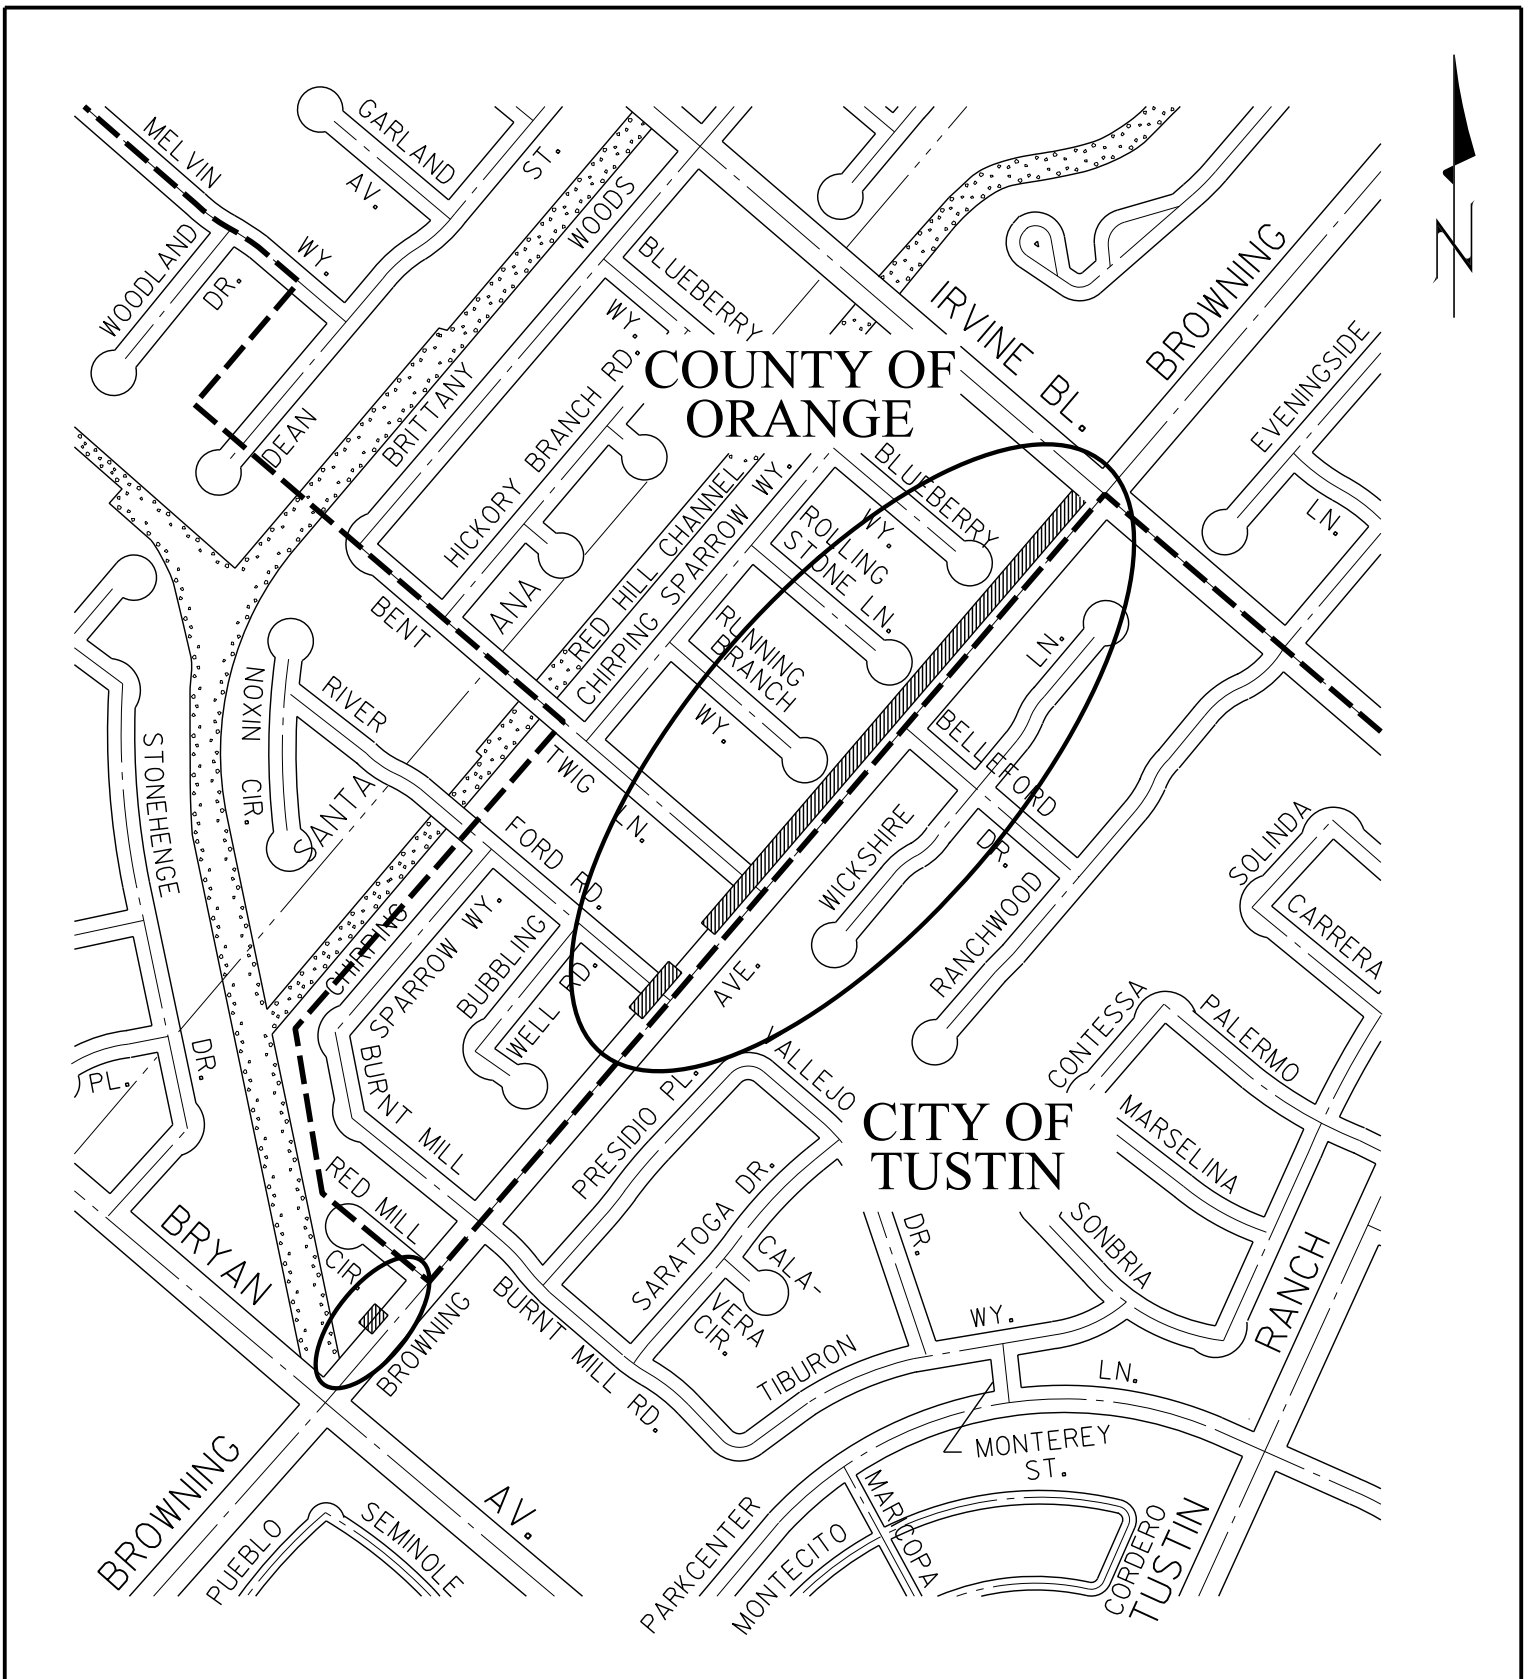 GARLAND
AV.
ST.
MELVIN
WY.
WOODLAND
DR.
WOODS
BRITTANY
BLUEBERRY
WY.
IRVINE BL.
BROWNING
N
EVENINGSIDE
LN.
COUNTY OF
ORANGE
DEAN
HICKORY BRANCH RD.
ANA
RED HILL CHANNEL
CHIRPING SPARROW WY.
BLUEBERRY
WY.
ROLLING
STONE LN.
RUNNING
BRANCH
WY.
BENT
TWIG
LN.
LN.
WICKSHIRE
BELLEFORD
DR.
RANCHWOOD
NOXIN CIR.
RIVER
FORD RD.
SANTA
STONEHENGE
DR.
PL.
CHIRPING
SPARROW WY.
BUBBLING
WELL RD.
BURNT MILL
AVE.
PRESIDIO PL.
VALLEJO
SOLINDA
CARRERA
CONTESSA
PALERMO
MARSELINA
SONBRIA
CITY OF
TUSTIN
DR.
RED MILL
CIR.
BRYAN
AV.
SARATOGA DR.
CALA-
VERA
CIR.
BROWNING
BURNT MILL RD.
TIBURON
WY.
LN.
RANCH
TUSTIN
MONTEREY
ST.
BROWNING
PUEBLO
SEMINOLE
PARKCENTER
MONTECITO
MARICOPA
CORDERO